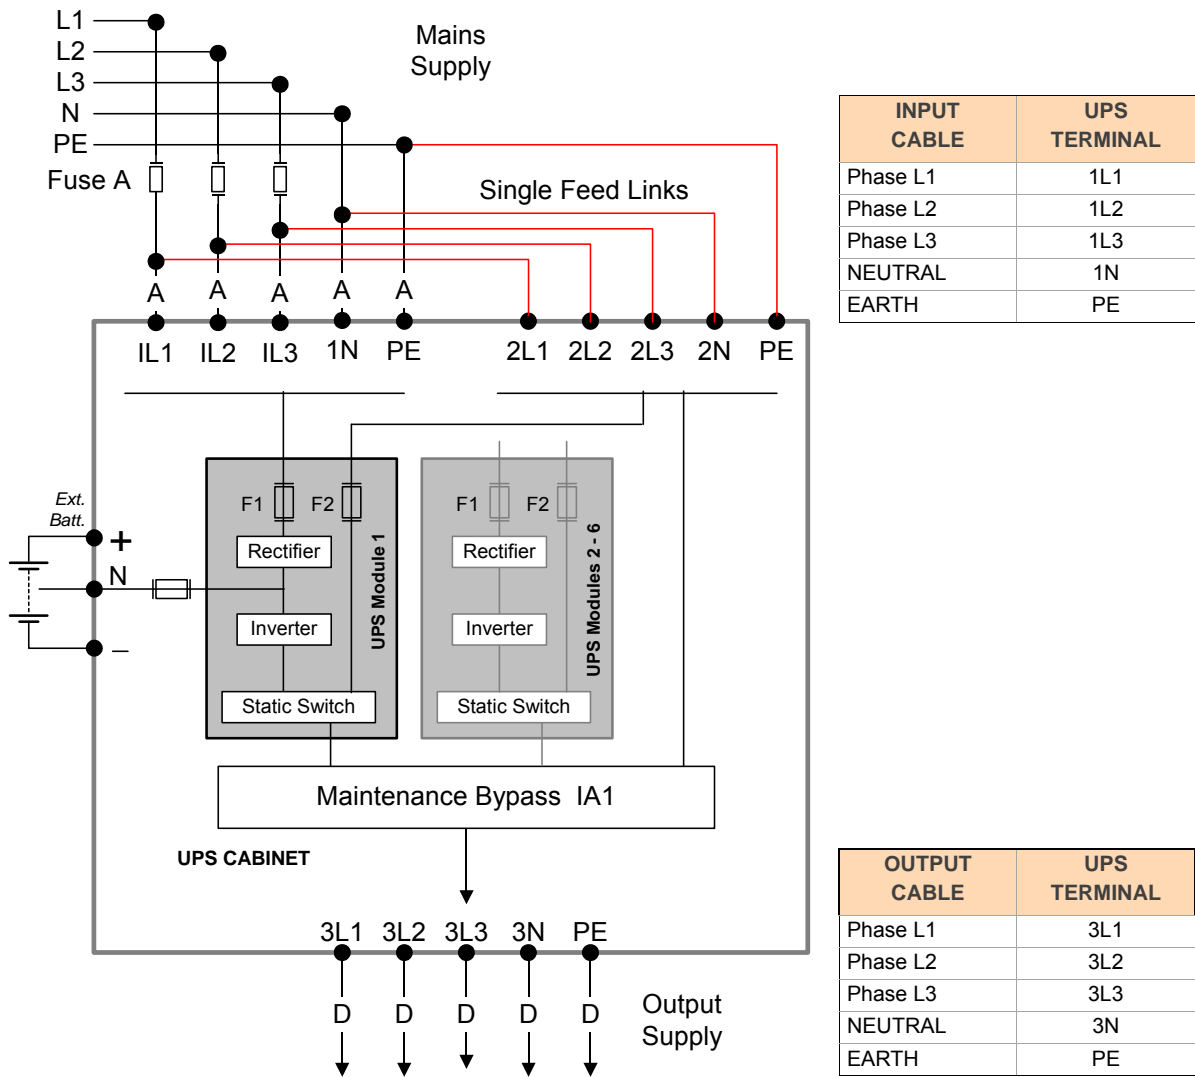 L1
L2
L3
N
PE
Mains
Supply
Fuse A
Single Feed Links
A A A A A
IL1 IL2 IL3 1N PE 2L1 2L2 2L3 2N PE
Ext.
Batt.
+
N
–
F1 F2
Rectifier
Inverter
Static Switch
UPS Module 1
F1 F2
Rectifier
Inverter
Static Switch
UPS Modules 2 - 6
Maintenance Bypass IA1
UPS CABINET
3L1 3L2 3L3 3N PE
D D D D D
Output
Supply
INPUT CABLE UPS TERMINAL
Phase L1 1L1
Phase L2 1L2
Phase L3 1L3
NEUTRAL 1N
EARTH PE
OUTPUT CABLE UPS TERMINAL
Phase L1 3L1
Phase L2 3L2
Phase L3 3L3
NEUTRAL 3N
EARTH PE